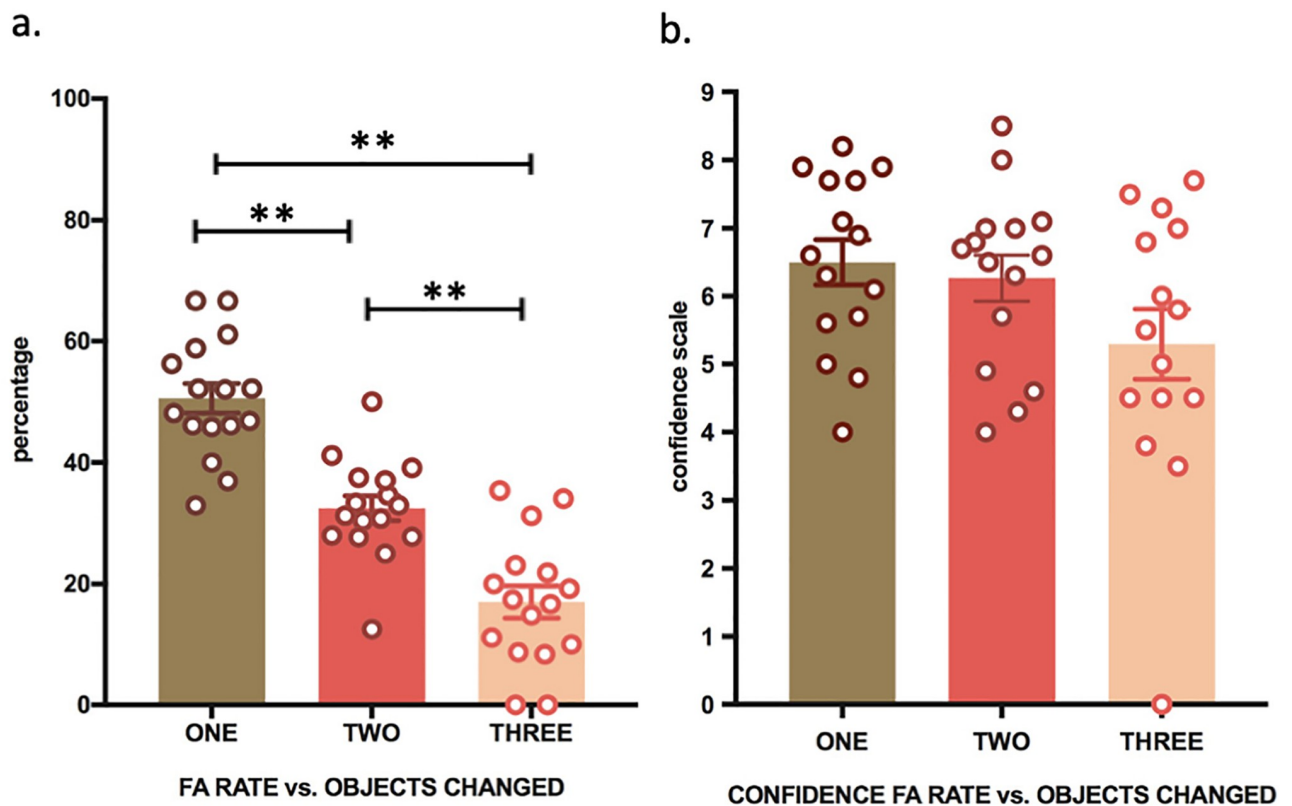 a.
percentage
100
80
60
40
20
0
**
**
**
ONE TWO THREE
FA RATE vs. OBJECTS CHANGED
b.
confidence scale
9
8
7
6
5
4
3
2
1
0
ONE TWO THREE
CONFIDENCE FA RATE vs. OBJECTS CHANGED